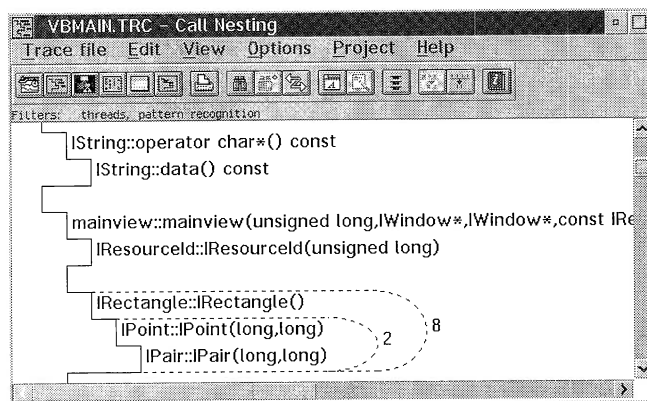 VBMAIN.TRC – Call Nesting
Trace file Edit View Options Project Help
Filters: threads, pattern recognition
IString::operator char*() const
IString::data() const
mainview::mainview(unsigned long,IWindow*,IWindow*,const IRe
IResourceId::IResourceId(unsigned long)
IRectangle::IRectangle()
IPoint::IPoint(long,long)
IPair::IPair(long,long)
2
8